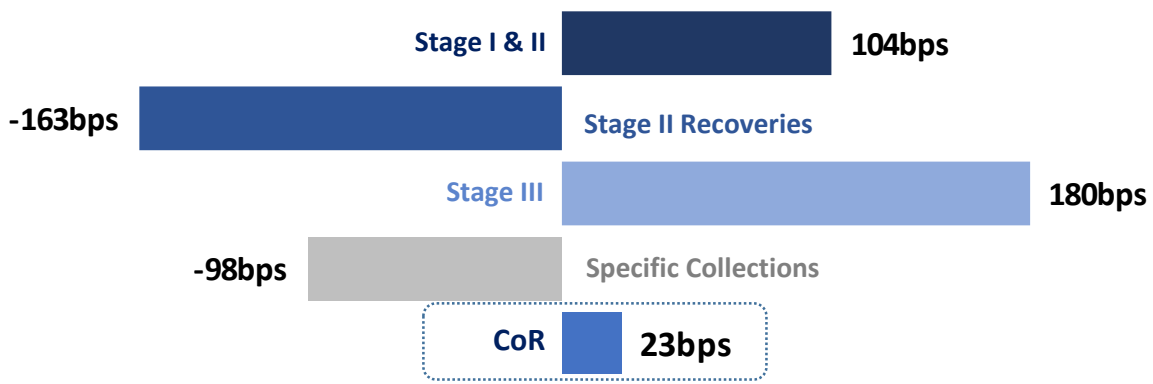 Stage I & II 104bps
-163bps Stage II Recoveries
Stage III 180bps
-98bps Specific Collections
CoR 23bps